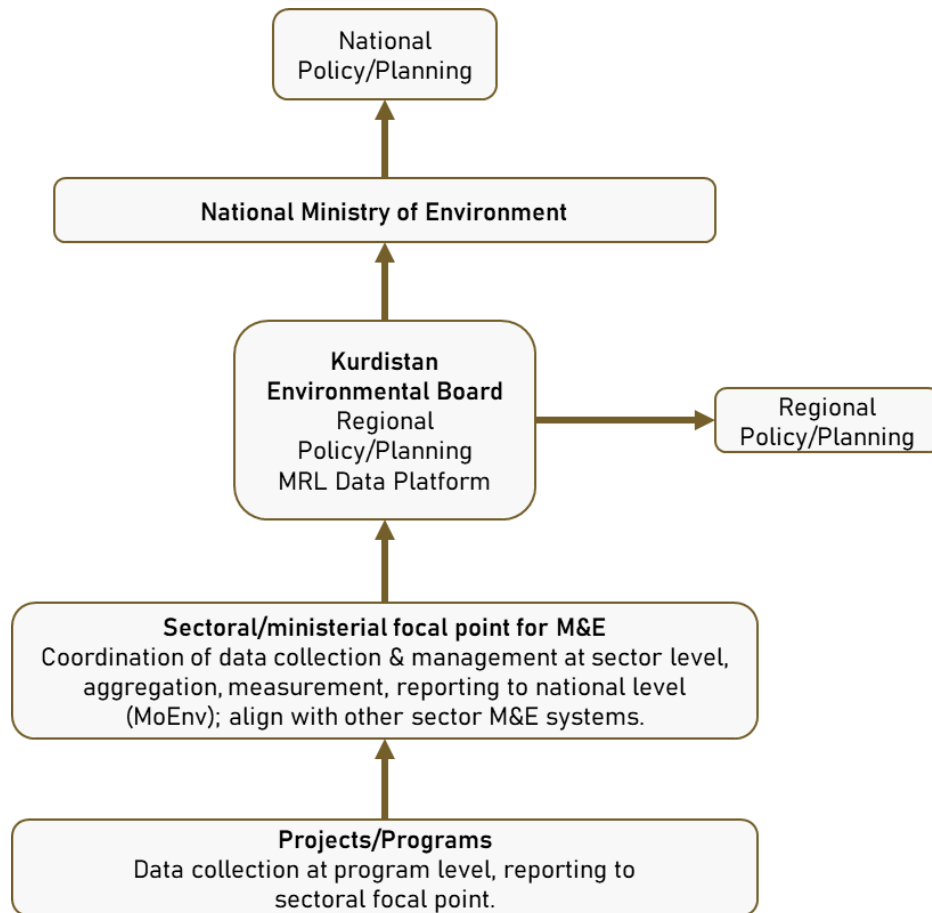 National
Policy/Planning
National Ministry of Environment
Kurdistan
Environmental Board
Regional
Policy/Planning
MRL Data Platform
Regional
Policy/Planning
Sectoral/ministerial focal point for M&E
Coordination of data collection & management at sector level,
aggregation, measurement, reporting to national level
(MoEnv); align with other sector M&E systems.
Projects/Programs
Data collection at program level, reporting to
sectoral focal point.